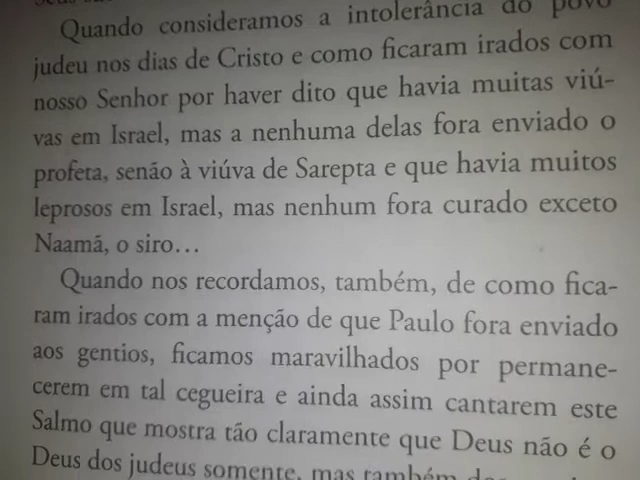 Quando consideramos a intolerância do povo
judeu nos dias de Cristo e como ficaram irados com
nosso Senhor por haver dito que havia muitas viú-
vas em Israel, mas a nenhuma delas fora enviado o
profeta, senão à viúva de Sarepta e que havia muitos
leprosos em Israel, mas nenhum fora curado exceto
Naamã, o siro...
Quando nos recordamos, também, de como fica-
ram irados com a menção de que Paulo fora enviado
aos gentios, ficamos maravilhados por permane-
cerem em tal cegueira e ainda assim cantarem este
Salmo que mostra tão claramente que Deus não é o
Deus dos judeus somente, mas também